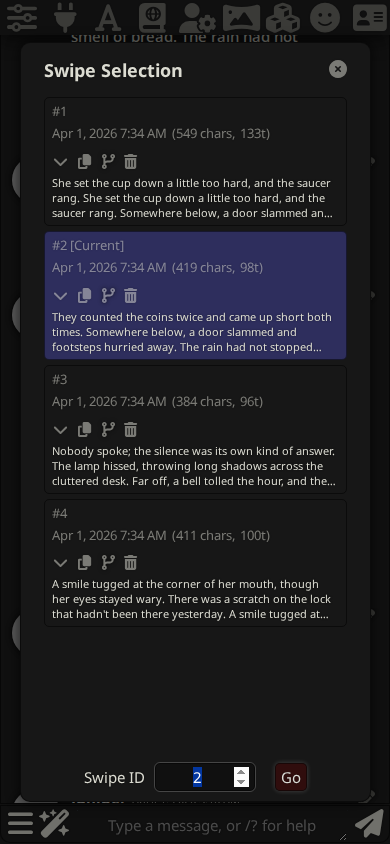 smell of bread. The rain had not
Swipe Selection
#1
Apr 1, 2026 7:34 AM (549 chars, 133t)
She set the cup down a little too hard, and the saucer
rang. She set the cup down a little too hard, and the
saucer rang. Somewhere below, a door slammed an...
#2 [Current]
Apr 1, 2026 7:34 AM (419 chars, 98t)
They counted the coins twice and came up short both
times. Somewhere below, a door slammed and
footsteps hurried away. The rain had not stopped...
#3
Apr 1, 2026 7:34 AM (384 chars, 96t)
Nobody spoke; the silence was its own kind of answer.
The lamp hissed, throwing long shadows across the
cluttered desk. Far off, a bell tolled the hour, and the...
#4
Apr 1, 2026 7:34 AM (411 chars, 100t)
A smile tugged at the corner of her mouth, though
her eyes stayed wary. There was a scratch on the lock
that hadn't been there yesterday. A smile tugged at...
Swipe ID 2 Go
Type a message, or /? for help